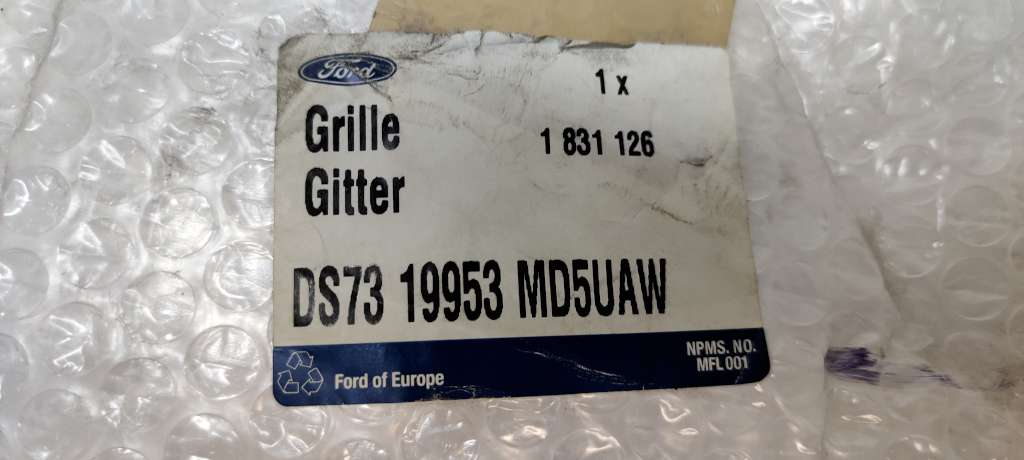 Ford
1 x
Grille
1 831 126
Gitter
DS73 19953 MD5UAW
Ford of Europe
NPMS. NO.
MFL 001